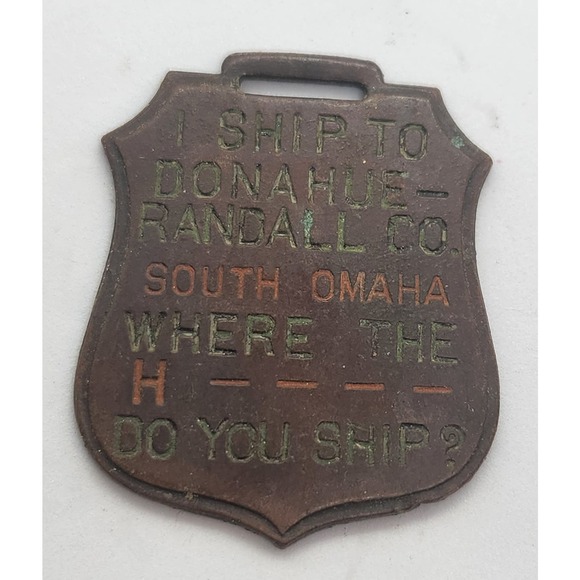 I SHIP TO
DONAHUE–
RANDALL CO.
SOUTH OMAHA
WHERE THE
H – – – –
DO YOU SHIP?